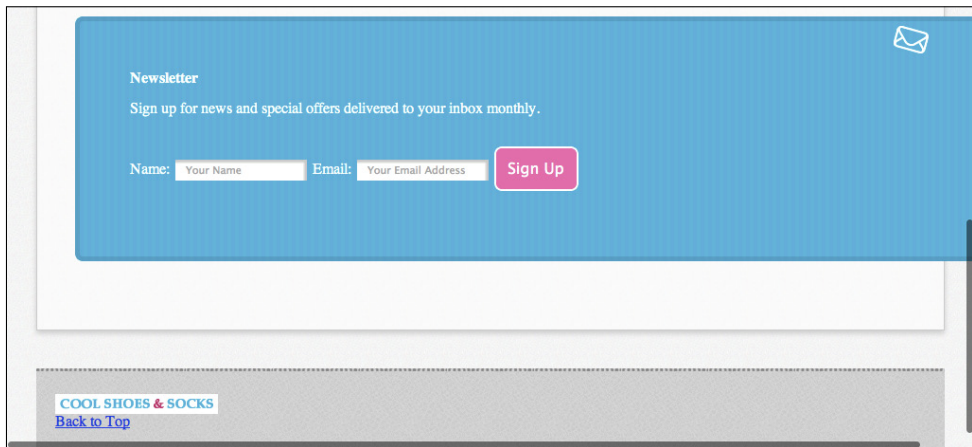 Newsletter
Sign up for news and special offers delivered to your inbox monthly.
Name: Your Name Email: Your Email Address Sign Up
COOL SHOES & SOCKS
Back to Top